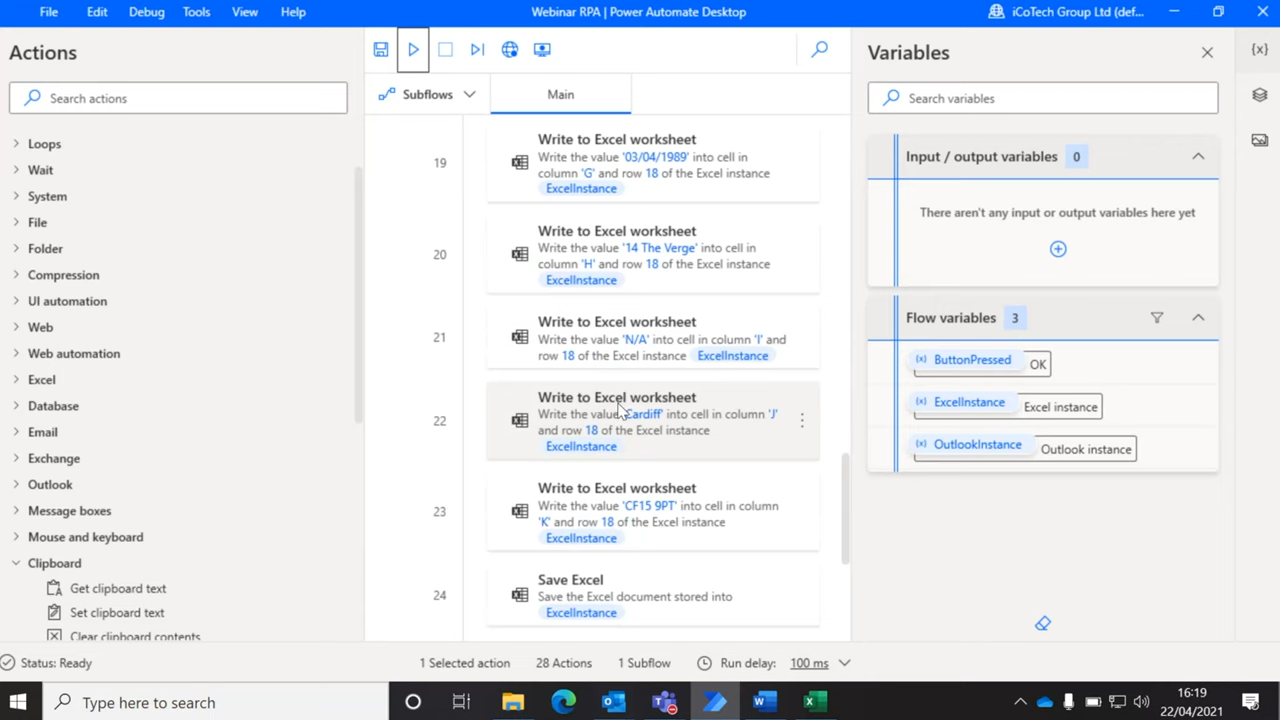 File Edit Debug Tools View Help
Webinar RPA | Power Automate Desktop
iCoTech Group Ltd (def...
Actions
Search actions
Loops
Wait
System
File
Folder
Compression
UI automation
Web
Web automation
Excel
Database
Email
Exchange
Outlook
Message boxes
Mouse and keyboard
Clipboard
Get clipboard text
Set clipboard text
Clear clipboard contents
Subflows
Main
19
Write to Excel worksheet
Write the value '03/04/1989' into cell in
column 'G' and row 18 of the Excel instance
ExcelInstance
20
Write to Excel worksheet
Write the value '14 The Verge' into cell in
column 'H' and row 18 of the Excel instance
ExcelInstance
21
Write to Excel worksheet
Write the value 'N/A' into cell in column 'I' and
row 18 of the Excel instance ExcelInstance
22
Write to Excel worksheet
Write the value 'Cardiff' into cell in column 'J'
and row 18 of the Excel instance
ExcelInstance
23
Write to Excel worksheet
Write the value 'CF15 9PT' into cell in column
'K' and row 18 of the Excel instance
ExcelInstance
24
Save Excel
Save the Excel document stored into
ExcelInstance
Variables
{x}
Search variables
Input / output variables 0
There aren't any input or output variables here yet
Flow variables 3
{x} ButtonPressed OK
{x} ExcelInstance Excel instance
{x} OutlookInstance Outlook instance
Status: Ready
1 Selected action
28 Actions
1 Subflow
Run delay: 100 ms
Type here to search
16:19
22/04/2021